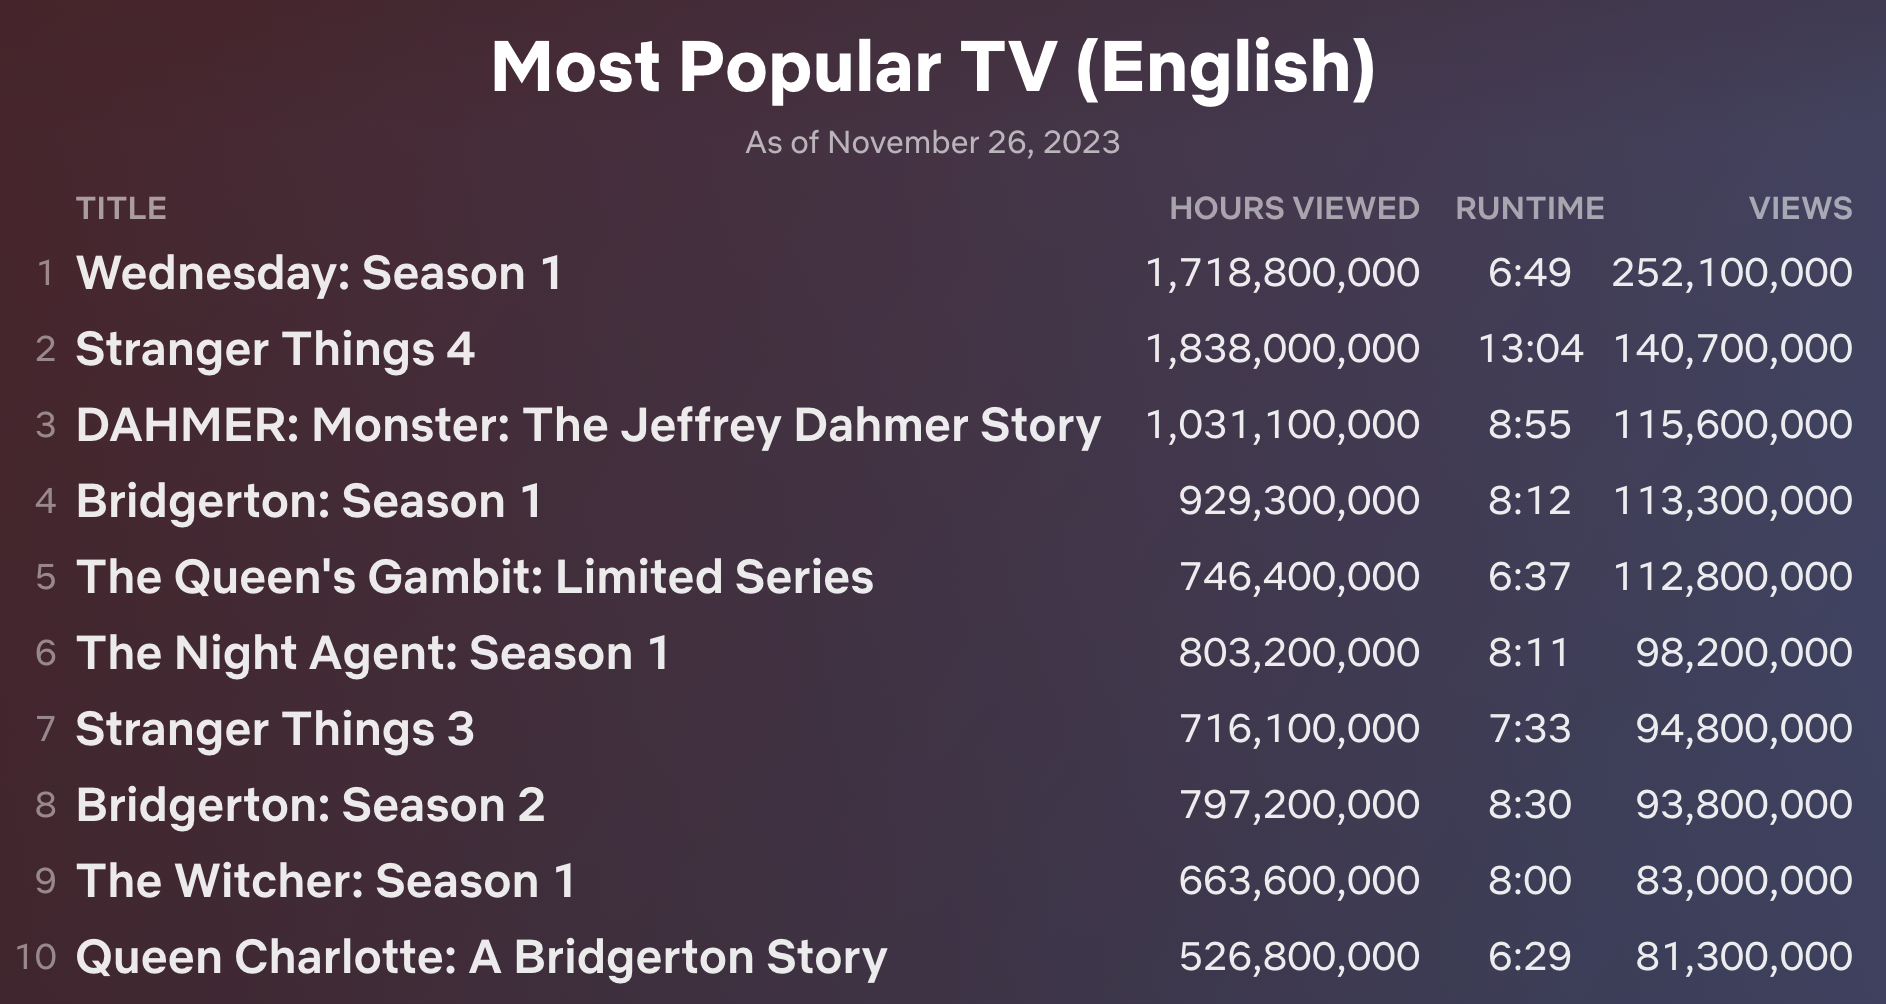 Most Popular TV (English)
As of November 26, 2023
TITLE HOURS VIEWED RUNTIME VIEWS
1 Wednesday: Season 1 1,718,800,000 6:49 252,100,000
2 Stranger Things 4 1,838,000,000 13:04 140,700,000
3 DAHMER: Monster: The Jeffrey Dahmer Story 1,031,100,000 8:55 115,600,000
4 Bridgerton: Season 1 929,300,000 8:12 113,300,000
5 The Queen's Gambit: Limited Series 746,400,000 6:37 112,800,000
6 The Night Agent: Season 1 803,200,000 8:11 98,200,000
7 Stranger Things 3 716,100,000 7:33 94,800,000
8 Bridgerton: Season 2 797,200,000 8:30 93,800,000
9 The Witcher: Season 1 663,600,000 8:00 83,000,000
10 Queen Charlotte: A Bridgerton Story 526,800,000 6:29 81,300,000